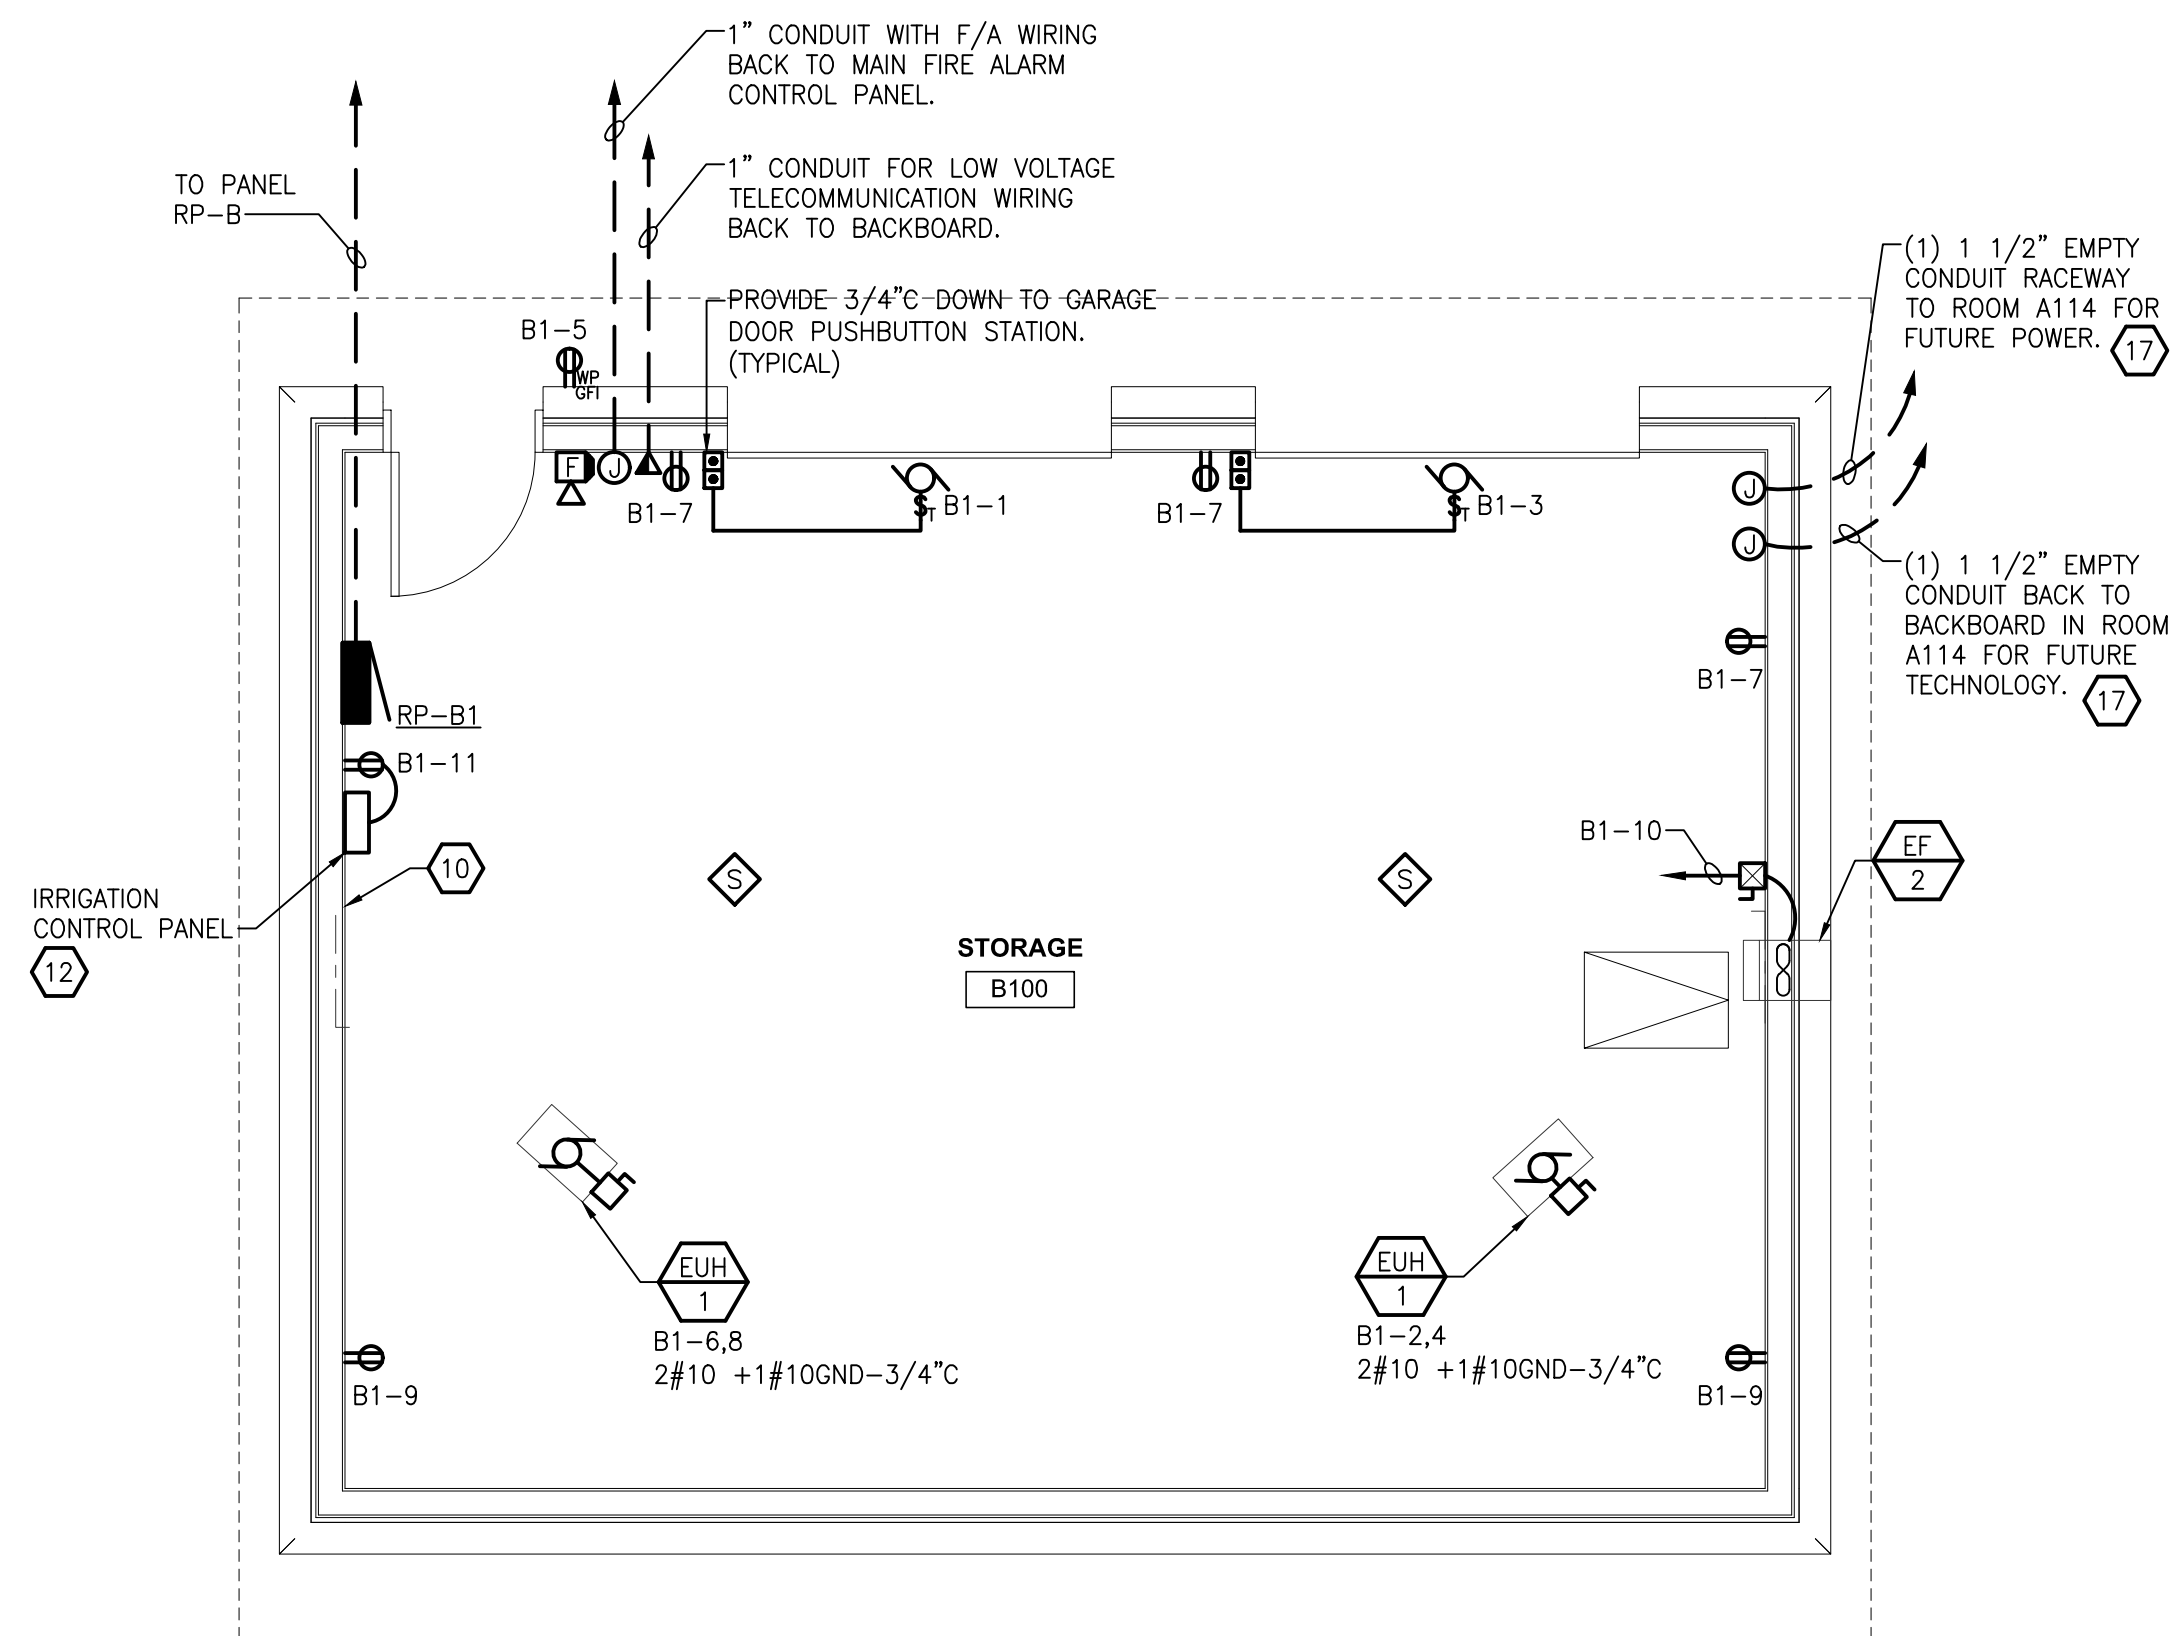 1” CONDUIT WITH F/A WIRING
BACK TO MAIN FIRE ALARM
CONTROL PANEL.
1” CONDUIT FOR LOW VOLTAGE
TELECOMMUNICATION WIRING
BACK TO BACKBOARD.
TO PANEL
RP-B
(1) 1 1/2” EMPTY
CONDUIT RACEWAY
TO ROOM A114 FOR
FUTURE POWER.
17
PROVIDE 3/4”C DOWN TO GARAGE
DOOR PUSHBUTTON STATION.
(TYPICAL)
B1-5
WP
GFI
F
J
B1-7
S
T
B1-1
B1-7
S
T
B1-3
J
J
(1) 1 1/2” EMPTY
CONDUIT BACK TO
BACKBOARD IN ROOM
A114 FOR FUTURE
TECHNOLOGY.
17
B1-7
RP-B1
B1-11
B1-10
EF
2
10
S
S
IRRIGATION
CONTROL PANEL
12
STORAGE
B100
EUH
1
B1-6,8
2#10 +1#10GND-3/4”C
EUH
1
B1-2,4
2#10 +1#10GND-3/4”C
B1-9
B1-9